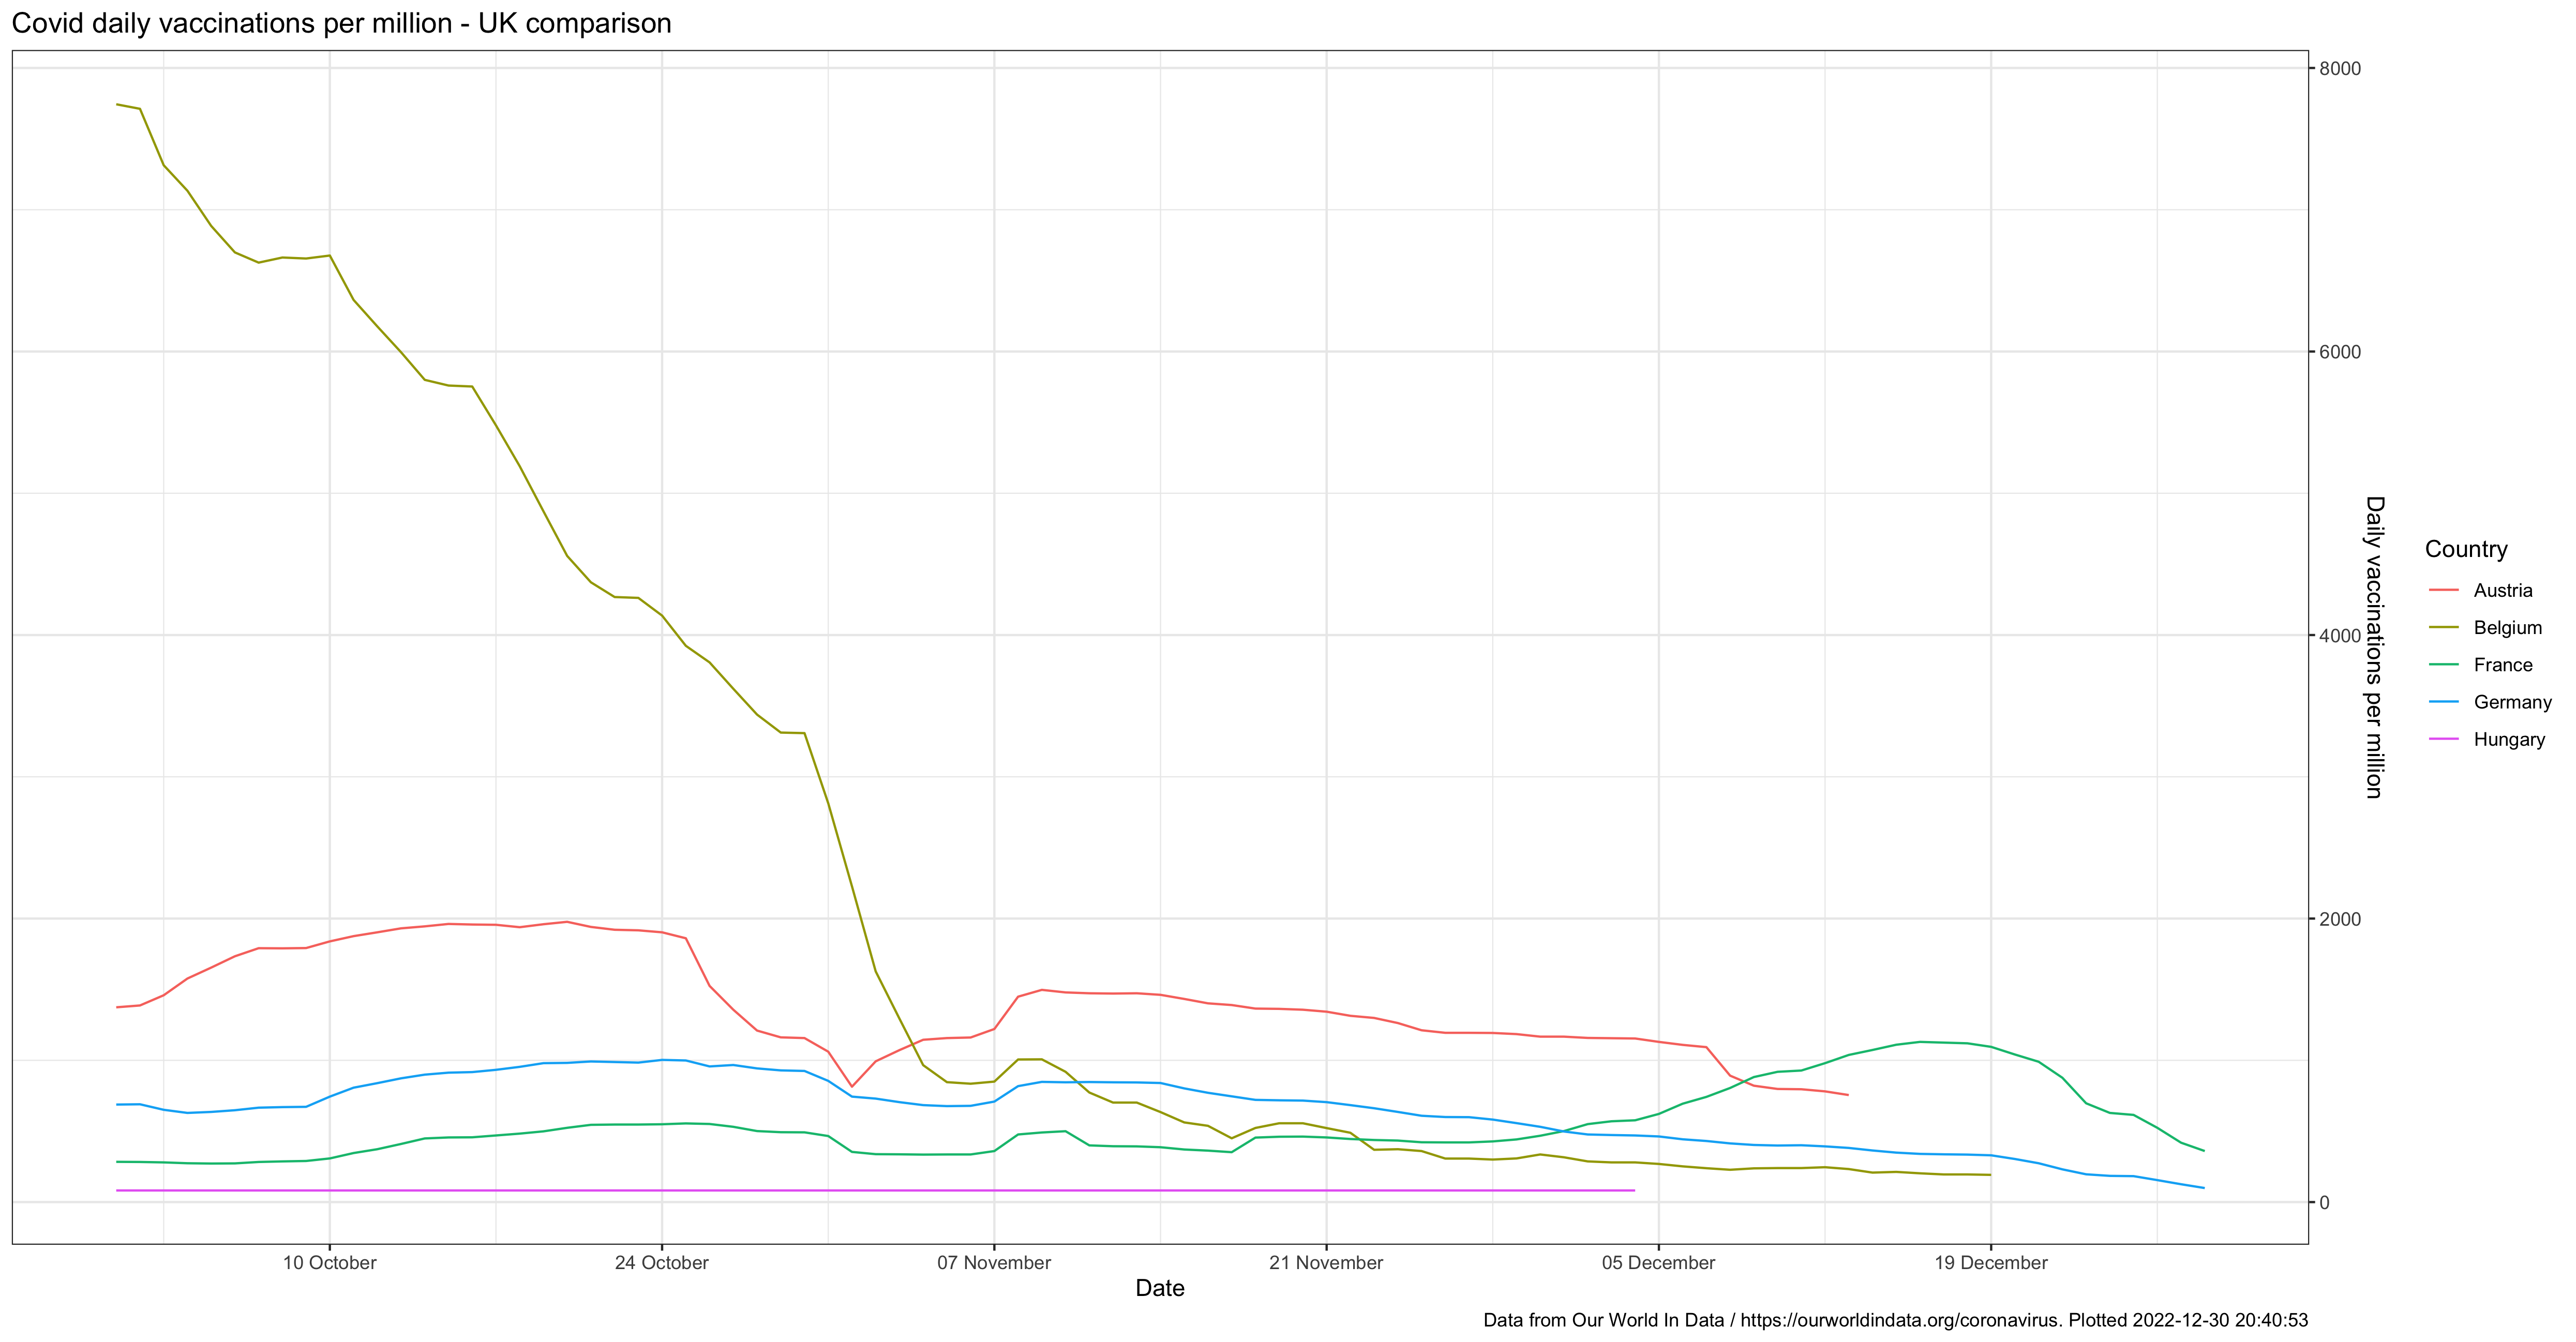 Covid daily vaccinations per million - UK comparison
8000
6000
4000
2000
0
Daily vaccinations per million
Country
Austria
Belgium
France
Germany
Hungary
10 October
24 October
07 November
21 November
05 December
19 December
Date
Data from Our World In Data / https://ourworldindata.org/coronavirus. Plotted 2022-12-30 20:40:53